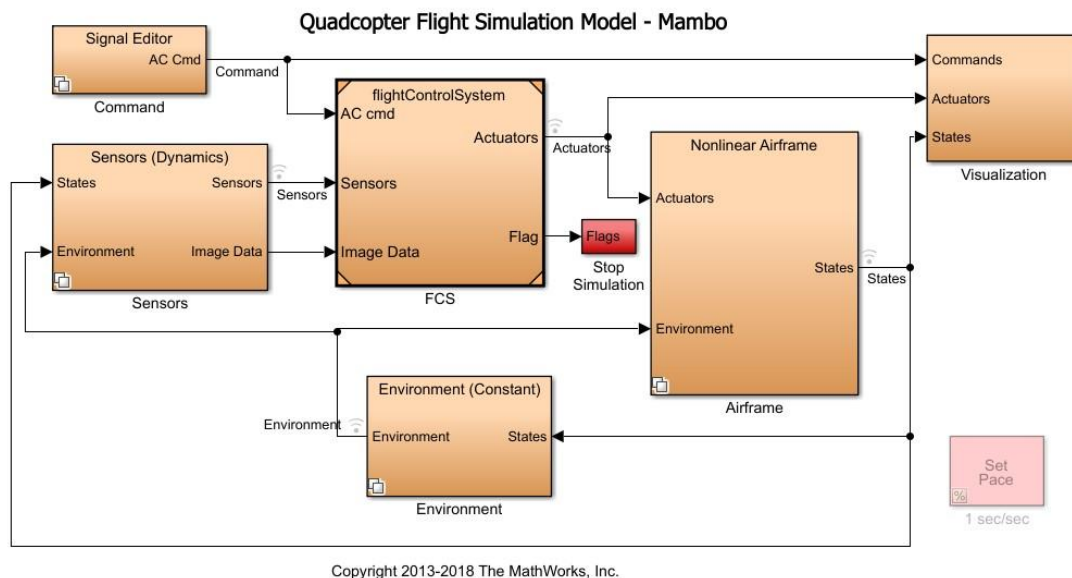 Quadcopter Flight Simulation Model - Mambo
Signal Editor
AC Cmd
Command
Command
flightControlSystem
AC cmd
Actuators
Sensors
Flag
Image Data
FCS
Sensors (Dynamics)
States
Sensors
Sensors
Environment
Image Data
Sensors
Actuators
Flags
Stop
Simulation
Nonlinear Airframe
Actuators
States
States
Environment
Airframe
Commands
Actuators
States
Visualization
Environment (Constant)
Environment
Environment
States
Environment
Set
Pace
%
1 sec/sec
Copyright 2013-2018 The MathWorks, Inc.